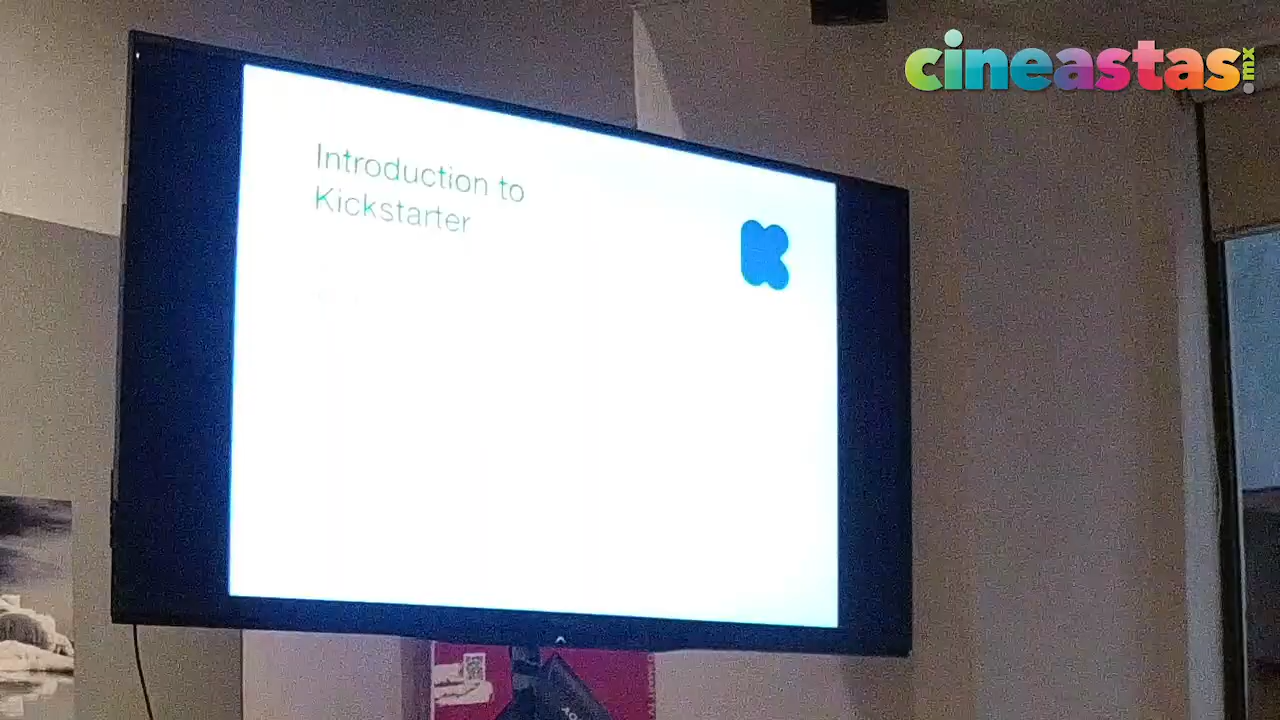 cineastas
.mx
Introduction to
Kickstarter
K